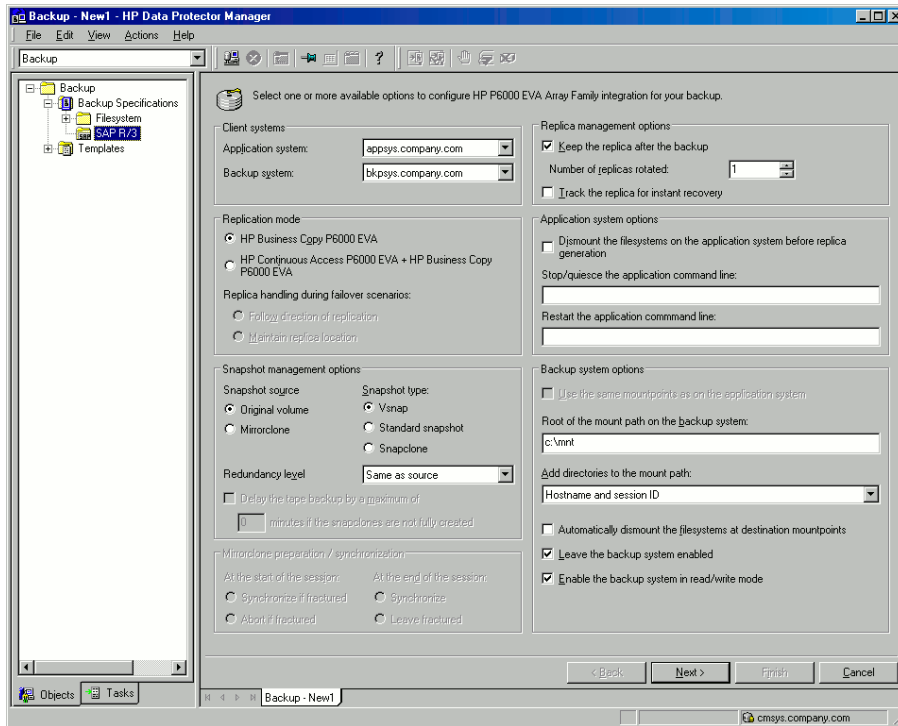 Backup - New1 - HP Data Protector Manager
File Edit View Actions Help
Backup
?
Backup
Backup Specifications
Filesystem
SAP R/3
Templates
Select one or more available options to configure HP P6000 EVA Array Family integration for your backup.
Client systems
Application system:
appsys.company.com
Backup system:
bkpsys.company.com
Replica management options
Keep the replica after the backup
Number of replicas rotated:
1
Track the replica for instant recovery
Replication mode
HP Business Copy P6000 EVA
HP Continuous Access P6000 EVA + HP Business Copy
P6000 EVA
Replica handling during failover scenarios:
Follow direction of replication
Maintain replica location
Application system options
Dismount the filesystems on the application system before replica
generation
Stop/quiesce the application command line:
Restart the application commmand line:
Snapshot management options
Snapshot source
Original volume
Mirrorclone
Snapshot type:
Vsnap
Standard snapshot
Snapclone
Redundancy level
Same as source
Delay the tape backup by a maximum of
0 minutes if the snapclones are not fully created
Backup system options
Use the same mountpoints as on the application system
Root of the mount path on the backup system:
c:\mnt
Add directories to the mount path:
Hostname and session ID
Automatically dismount the filesystems at destination mountpoints
Leave the backup system enabled
Enable the backup system in read/write mode
Mirrorclone preparation / synchronization
At the start of the session:
Synchronize if fractured
Abort if fractured
At the end of the session:
Synchronize
Leave fractured
< Back
Next >
Finish
Cancel
Objects
Tasks
Backup - New1
cmsys.company.com